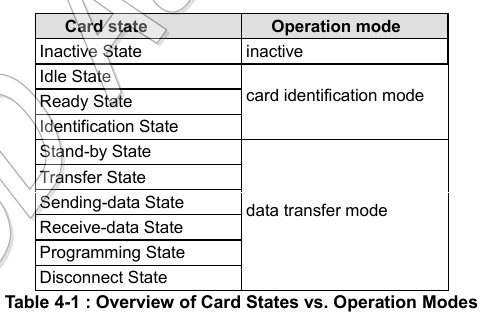 Card state Operation mode
Inactive State inactive
Idle State
Ready State
card identification mode
Identification State
Stand-by State
Transfer State
Sending-data State
data transfer mode
Receive-data State
Programming State
Disconnect State
Table 4-1 : Overview of Card States vs. Operation Modes